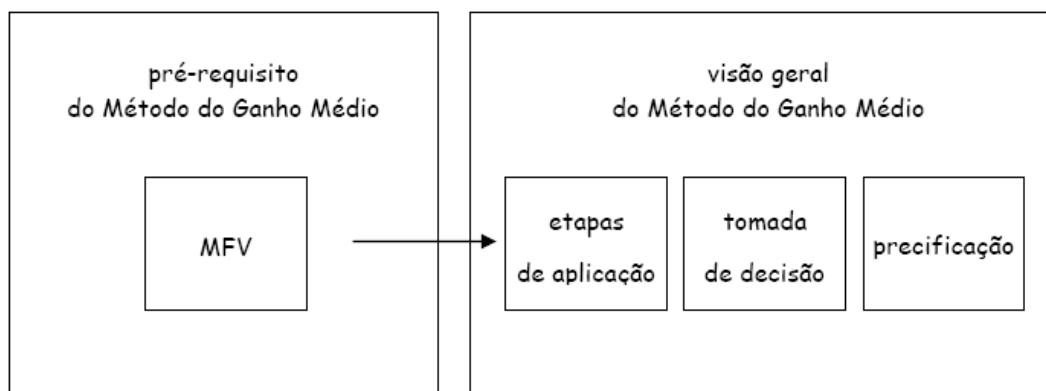 pré-requisito
do Método do Ganho Médio
MFV
visão geral
do Método do Ganho Médio
etapas
de aplicação
tomada
de decisão
precificação